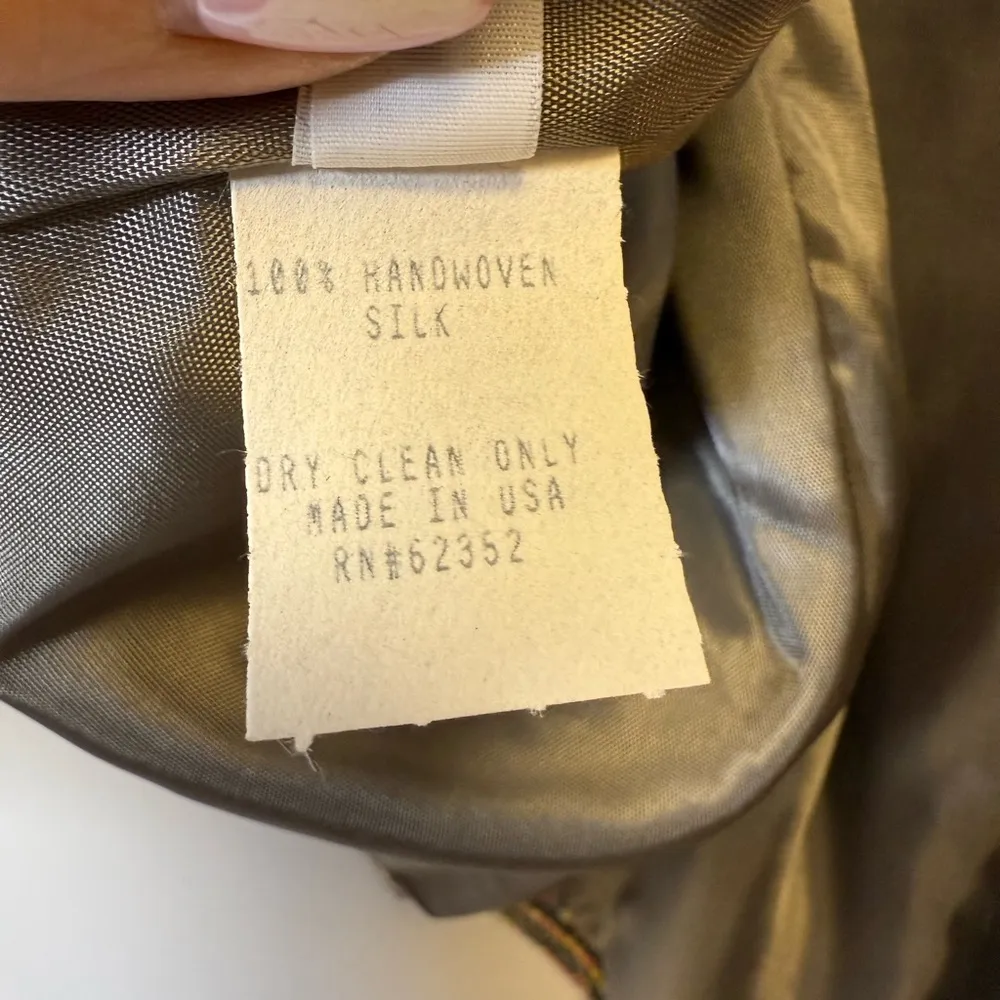 100% HANDWOVEN
SILK
DRY CLEAN ONLY
MADE IN USA
RN#62352